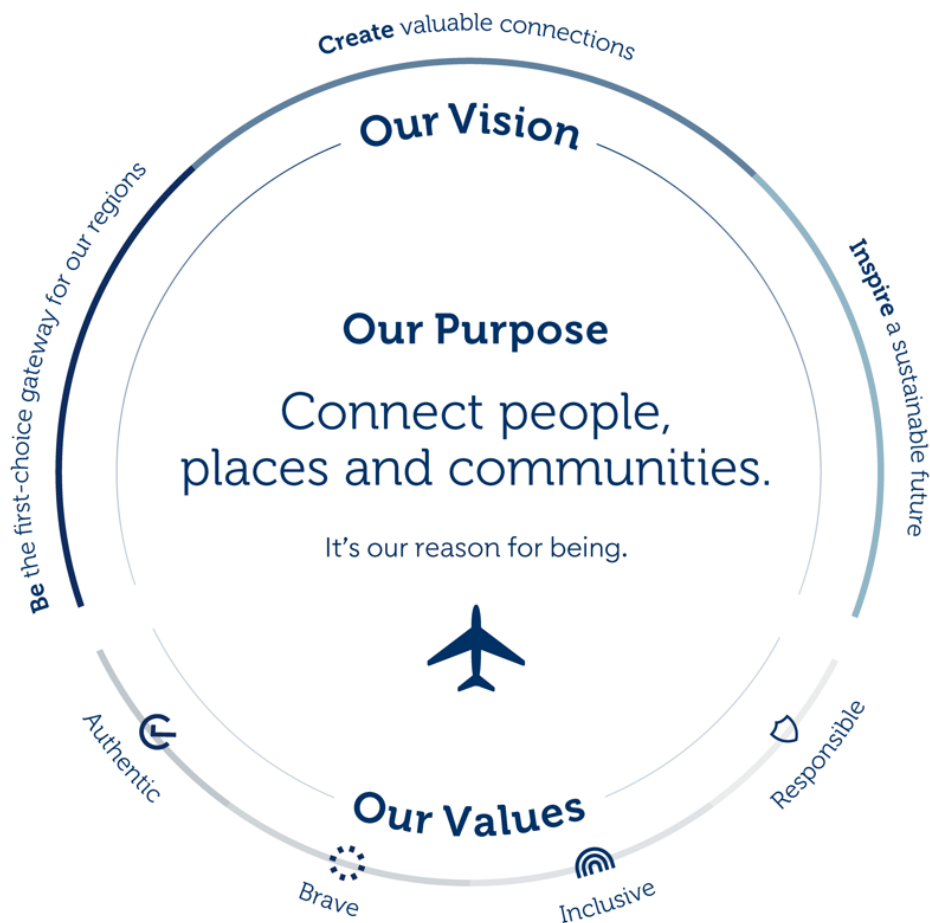 Create valuable connections
Our Vision
Be the first-choice gateway for our regions
Inspire a sustainable future
Our Purpose
Connect people,
places and communities.
It's our reason for being.
Our Values
Authentic
Brave
Inclusive
Responsible